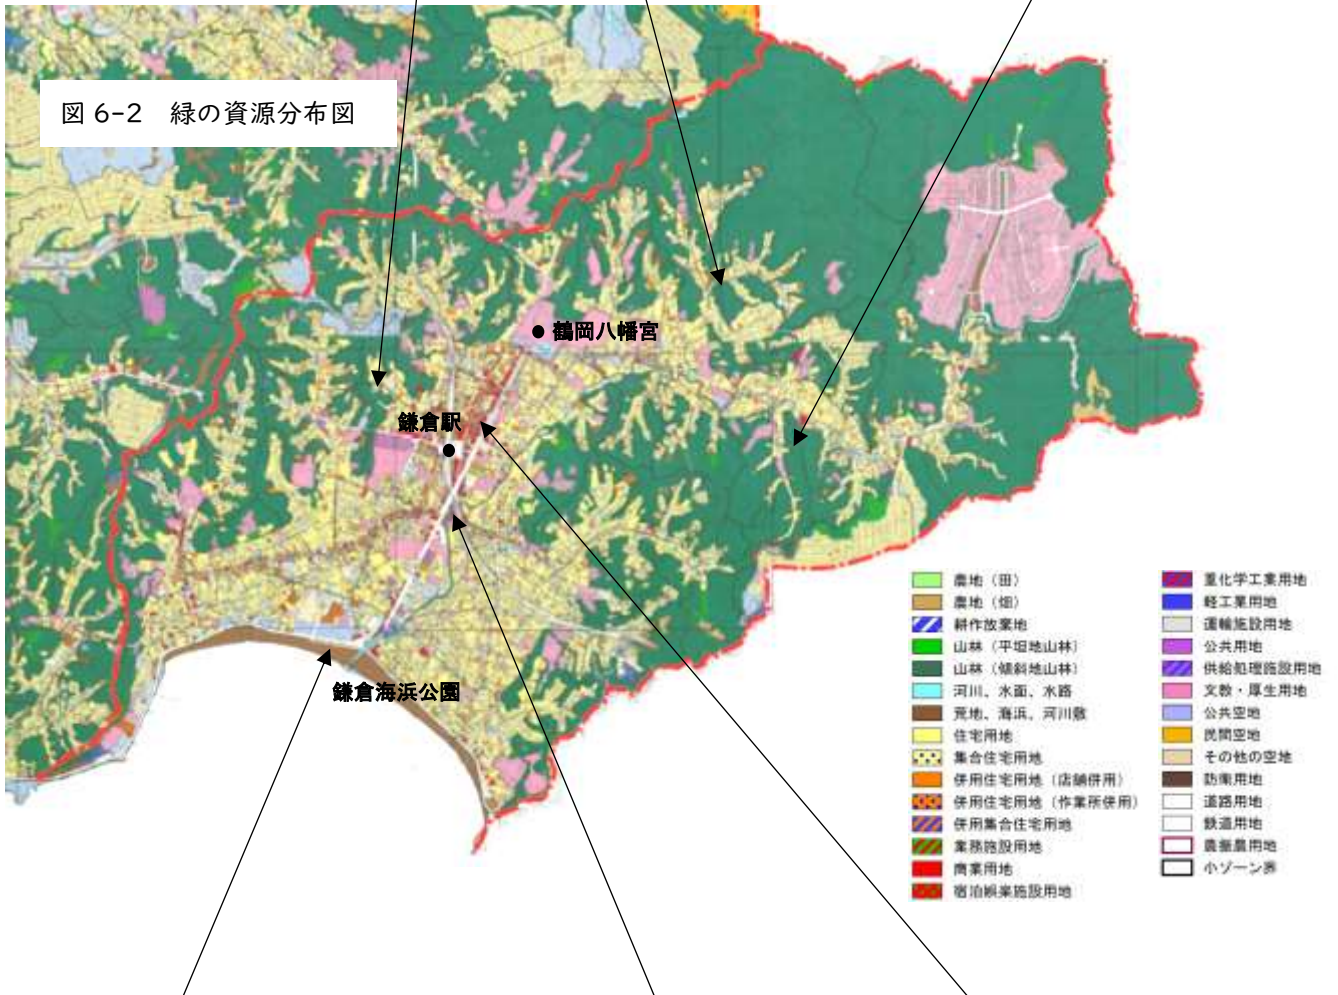 図 6-2　緑の資源分布図
鶴岡八幡宮
鎌倉駅
鎌倉海浜公園
農地（田）
農地（畑）
耕作放棄地
山林（平坦地山林）
山林（傾斜地山林）
河川、水面、水路
荒地、海浜、河川敷
住宅用地
集合住宅用地
併用住宅用地（店舗併用）
併用住宅用地（作業所併用）
併用集合住宅用地
業務施設用地
商業用地
宿泊娯楽施設用地
重化学工業用地
軽工業用地
運輸施設用地
公共用地
供給処理施設用地
文教・厚生用地
公共空地
民間空地
その他の空地
防衛用地
道路用地
鉄道用地
農振農用地
小ゾーン界